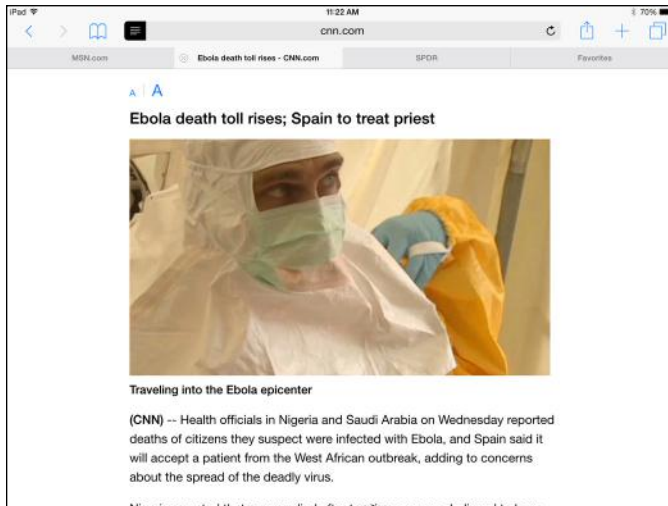 iPad 11:22 AM 70%
cnn.com
MSN.com Ebola death toll rises - CNN.com SPDR Favorites
A A
Ebola death toll rises; Spain to treat priest
Traveling into the Ebola epicenter
(CNN) -- Health officials in Nigeria and Saudi Arabia on Wednesday reported
deaths of citizens they suspect were infected with Ebola, and Spain said it
will accept a patient from the West African outbreak, adding to concerns
about the spread of the deadly virus.